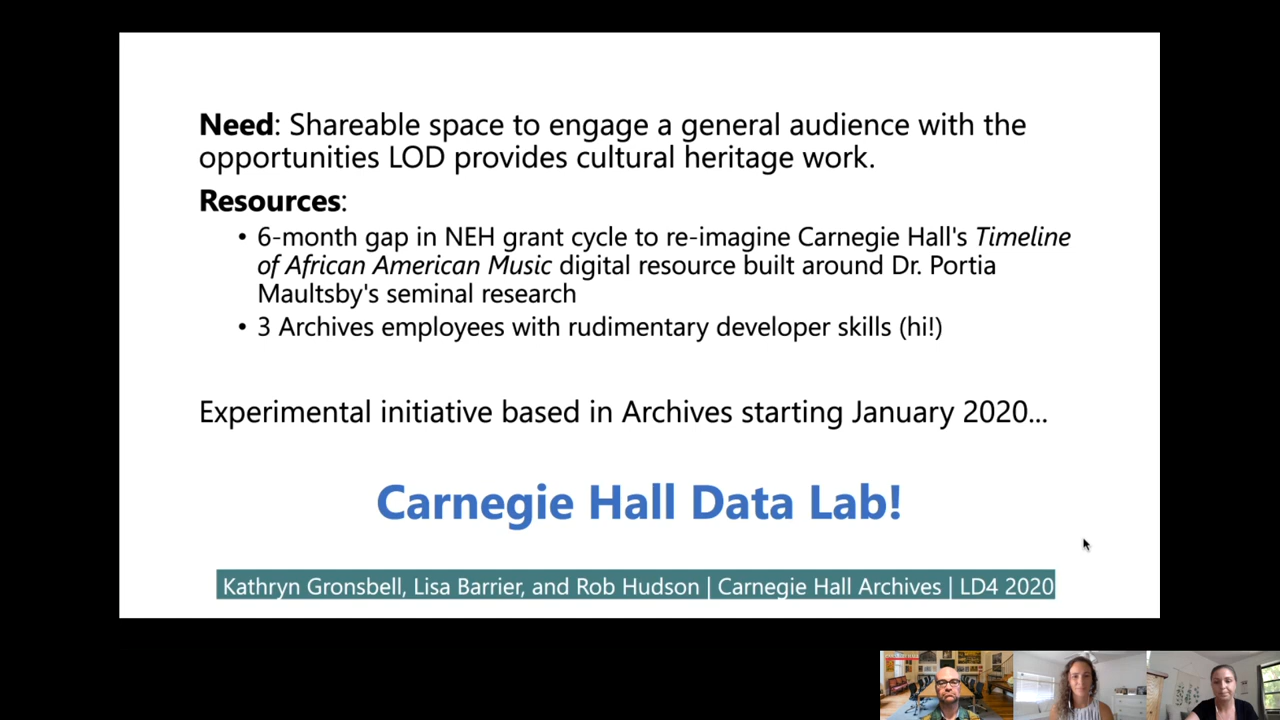 Need: Shareable space to engage a general audience with the
opportunities LOD provides cultural heritage work.
Resources:
• 6-month gap in NEH grant cycle to re-imagine Carnegie Hall's Timeline
of African American Music digital resource built around Dr. Portia
Maultsby's seminal research
• 3 Archives employees with rudimentary developer skills (hi!)
Experimental initiative based in Archives starting January 2020...
Carnegie Hall Data Lab!
Kathryn Gronsbell, Lisa Barrier, and Rob Hudson | Carnegie Hall Archives | LD4 2020